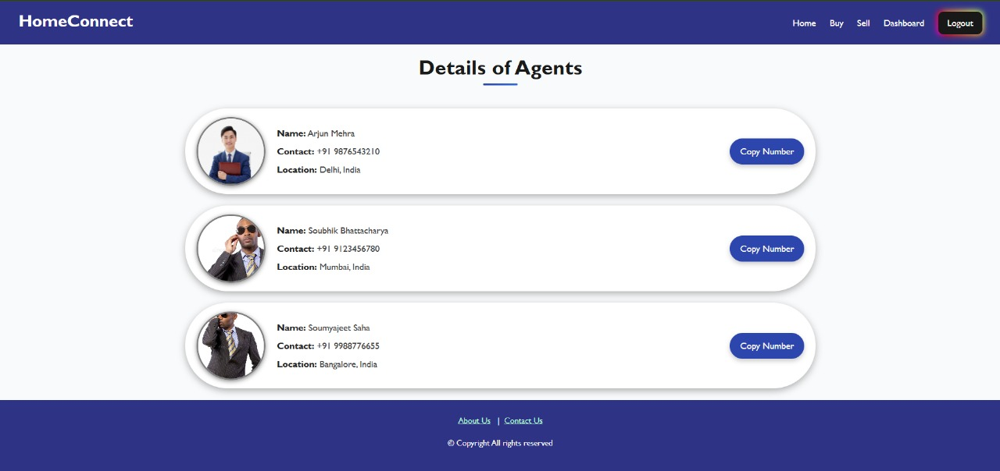 HomeConnect
Home Buy Sell Dashboard Logout
Details of Agents
Name: Arjun Mehra
Contact: +91 9876543210
Location: Delhi, India
Copy Number
Name: Soubhik Bhattacharya
Contact: +91 9123456780
Location: Mumbai, India
Copy Number
Name: Soumyajeet Saha
Contact: +91 9988776655
Location: Bangalore, India
Copy Number
About Us | Contact Us
© Copyright All rights reserved